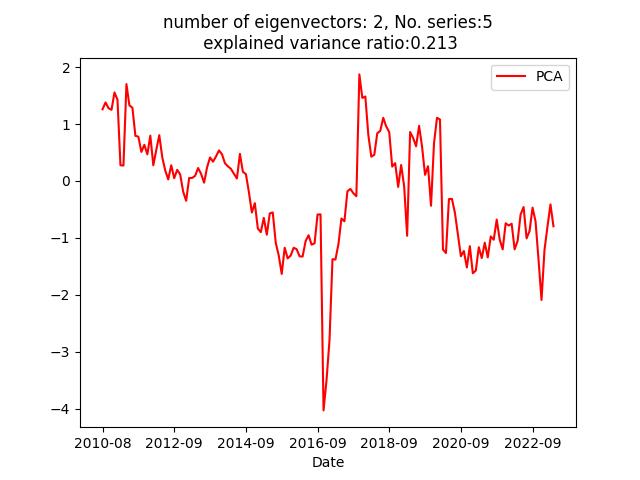 number of eigenvectors: 2, No. series:5
explained variance ratio:0.213
PCA
2
1
0
−1
−2
−3
−4
2010-08 2012-09 2014-09 2016-09 2018-09 2020-09 2022-09
Date